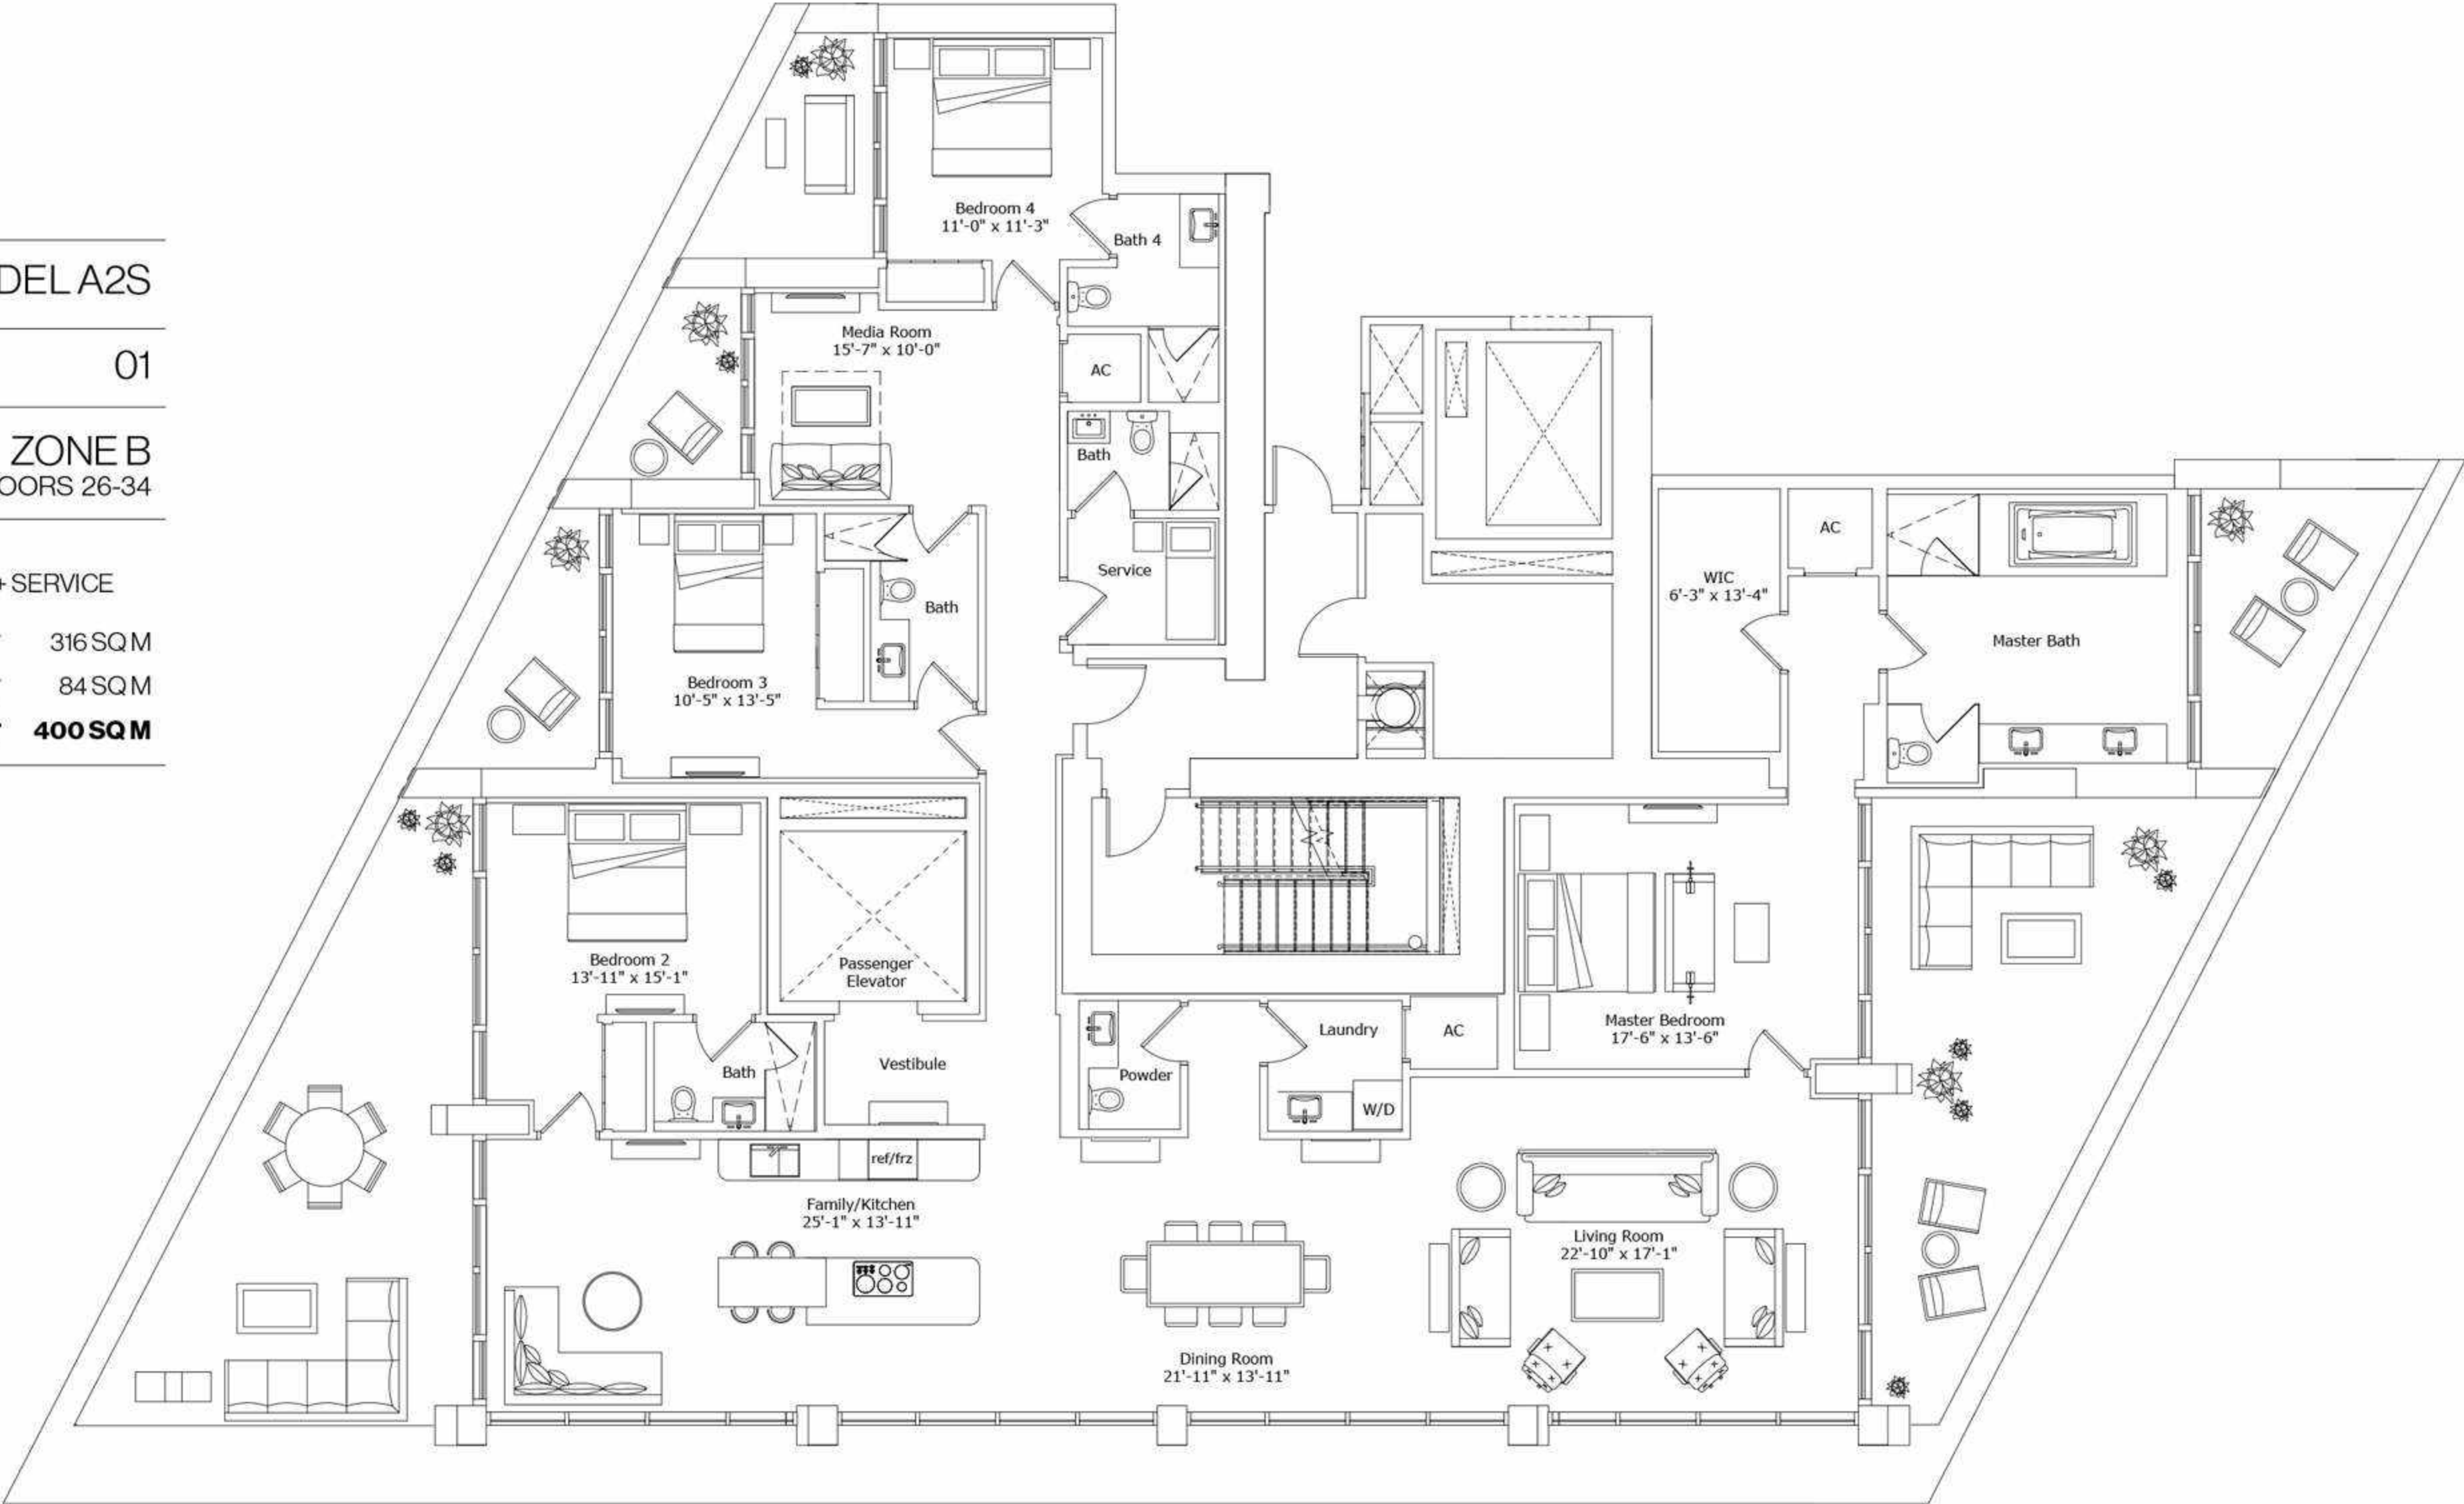 DEL A2S
01
ZONE B
OORS 26-34
+ SERVICE
316 SQ M
84 SQ M
400 SQ M
Bedroom 4
11'-0" x 11'-3"
Bath 4
Media Room
15'-7" x 10'-0"
AC
Bath
Service
Bedroom 3
10'-5" x 13'-5"
Bath
WIC
6'-3" x 13'-4"
AC
Master Bath
Bedroom 2
13'-11" x 15'-1"
Passenger
Elevator
Bath
Vestibule
Powder
Laundry
AC
W/D
Master Bedroom
17'-6" x 13'-6"
ref/frz
Family/Kitchen
25'-1" x 13'-11"
Dining Room
21'-11" x 13'-11"
Living Room
22'-10" x 17'-1"